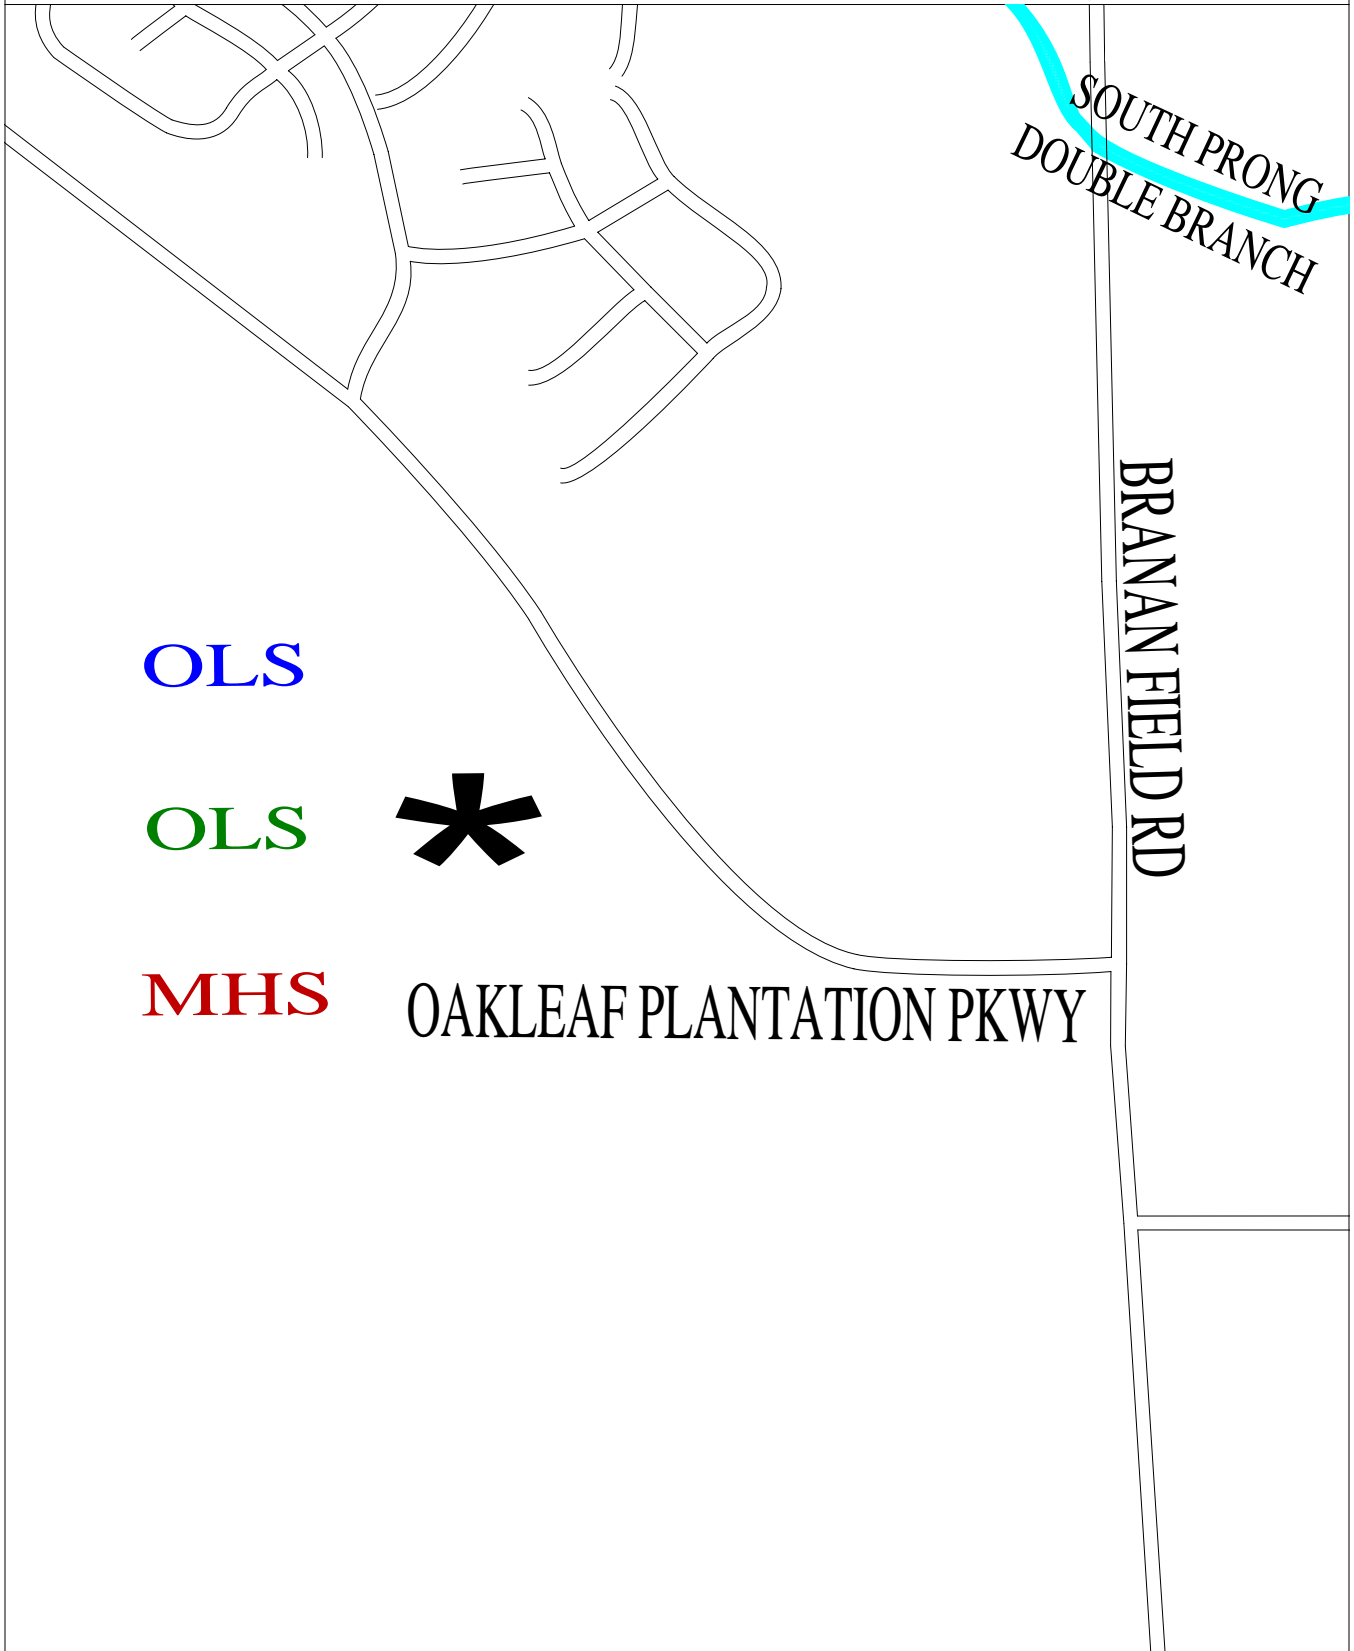 SOUTH PRONG
DOUBLE BRANCH
BRANAN FIELD RD
OLS
OLS *
MHS
OAKLEAF PLANTATION PKWY